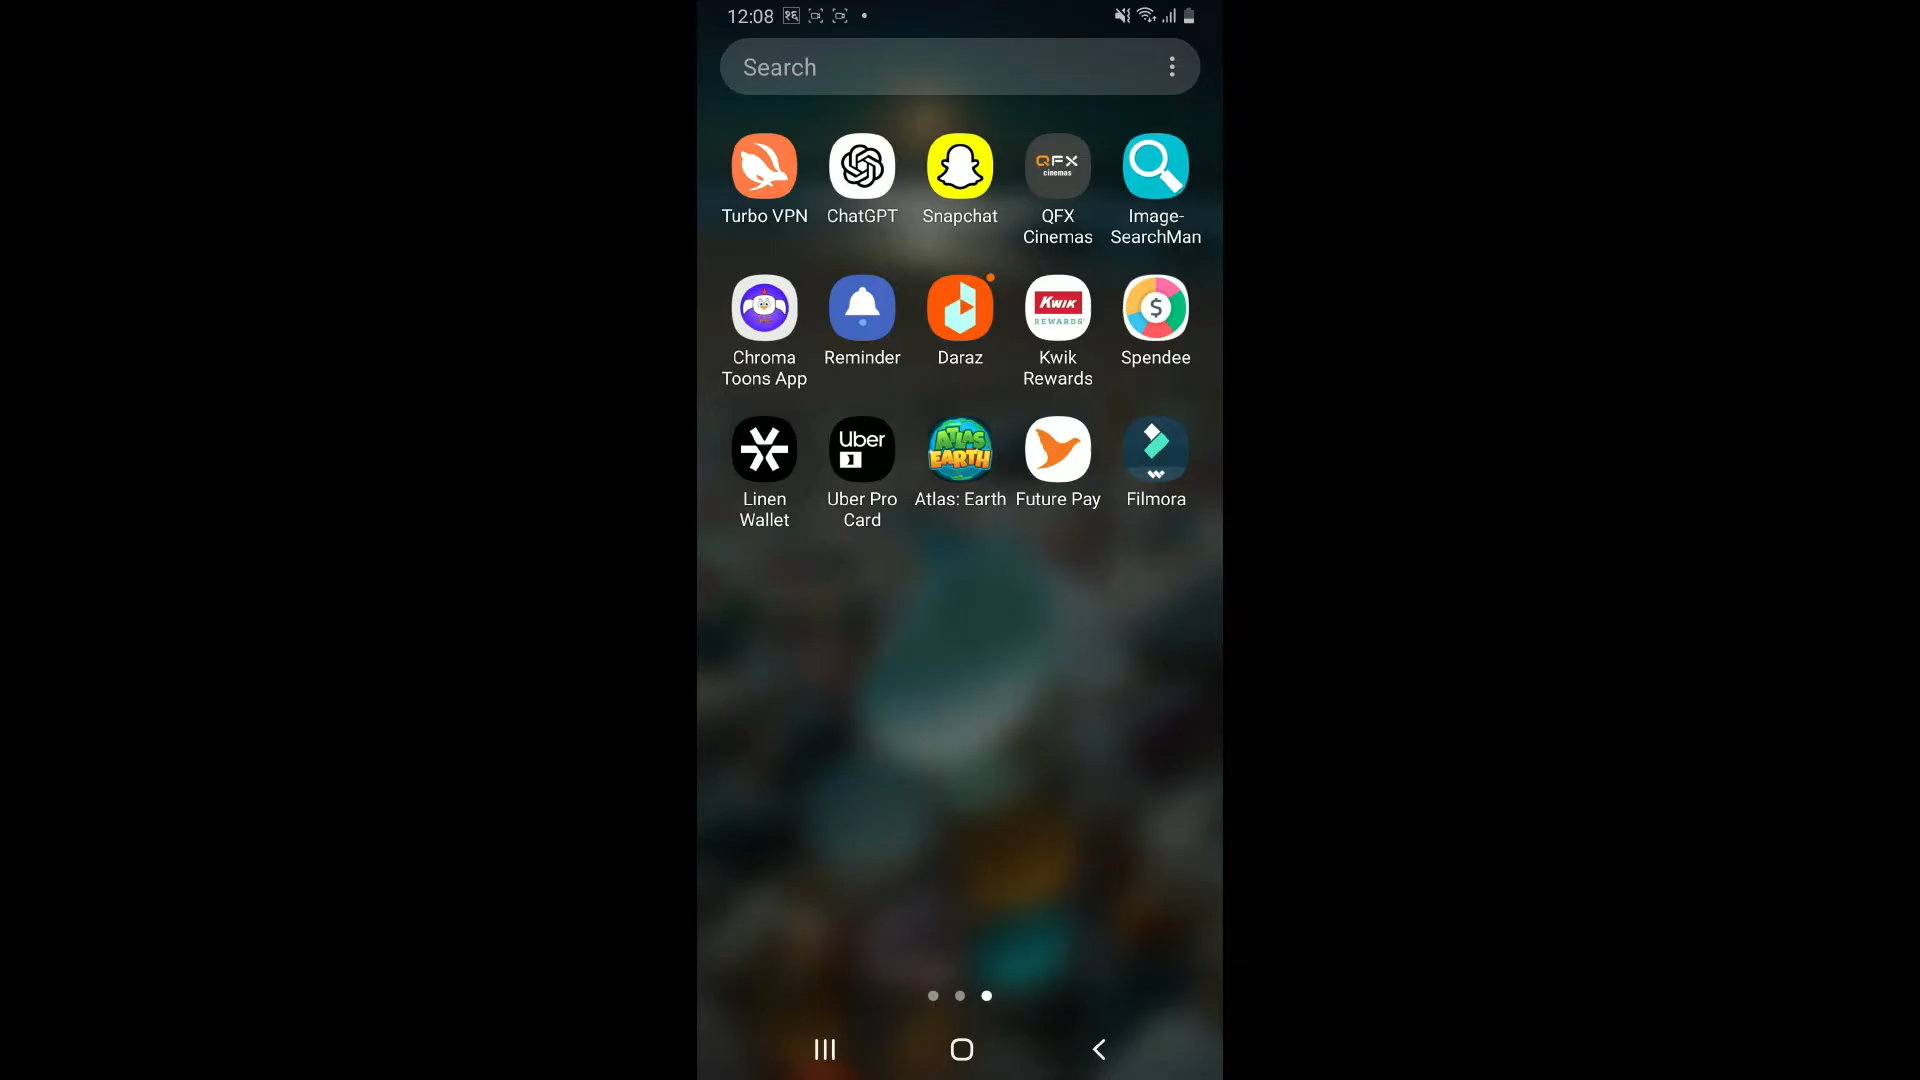 12:08 १६
Search
QFX
cinemas
Turbo VPN ChatGPT Snapchat QFX Cinemas Image-SearchMan
KWIK
REWARDS
$
Chroma Toons App Reminder Daraz Kwik Rewards Spendee
Uber
ATLAS
EARTH
Linen Wallet Uber Pro Card Atlas: Earth Future Pay Filmora